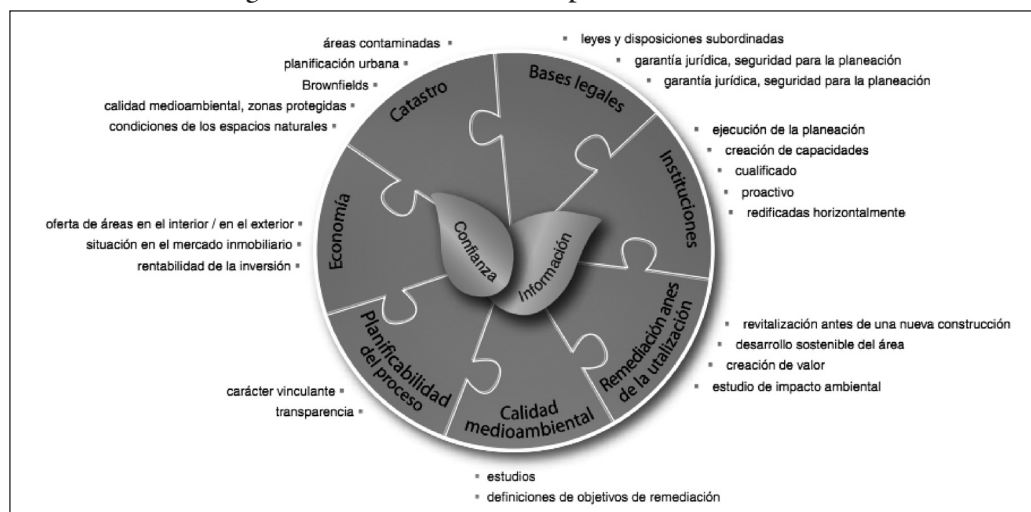 áreas contaminadas
planificación urbana
Brownfields
calidad medioambiental, zonas protegidas
condiciones de los espacios naturales
Catastro
leyes y disposiciones subordinadas
garantía jurídica, seguridad para la planeación
garantía jurídica, seguridad para la planeación
Bases legales
ejecución de la planeación
creación de capacidades
cualificado
proactivo
redificadas horizontalmente
Instituciones
oferta de áreas en el interior / en el exterior
situación en el mercado inmobiliario
rentabilidad de la inversión
Economía
Confianza
Información
revitalización antes de una nueva construcción
desarrollo sostenible del área
creación de valor
estudio de impacto ambiental
Remediación anes
de la utalización
carácter vinculante
transparencia
Planificabilidad
del proceso
Calidad
medioambiental
estudios
definiciones de objetivos de remediación